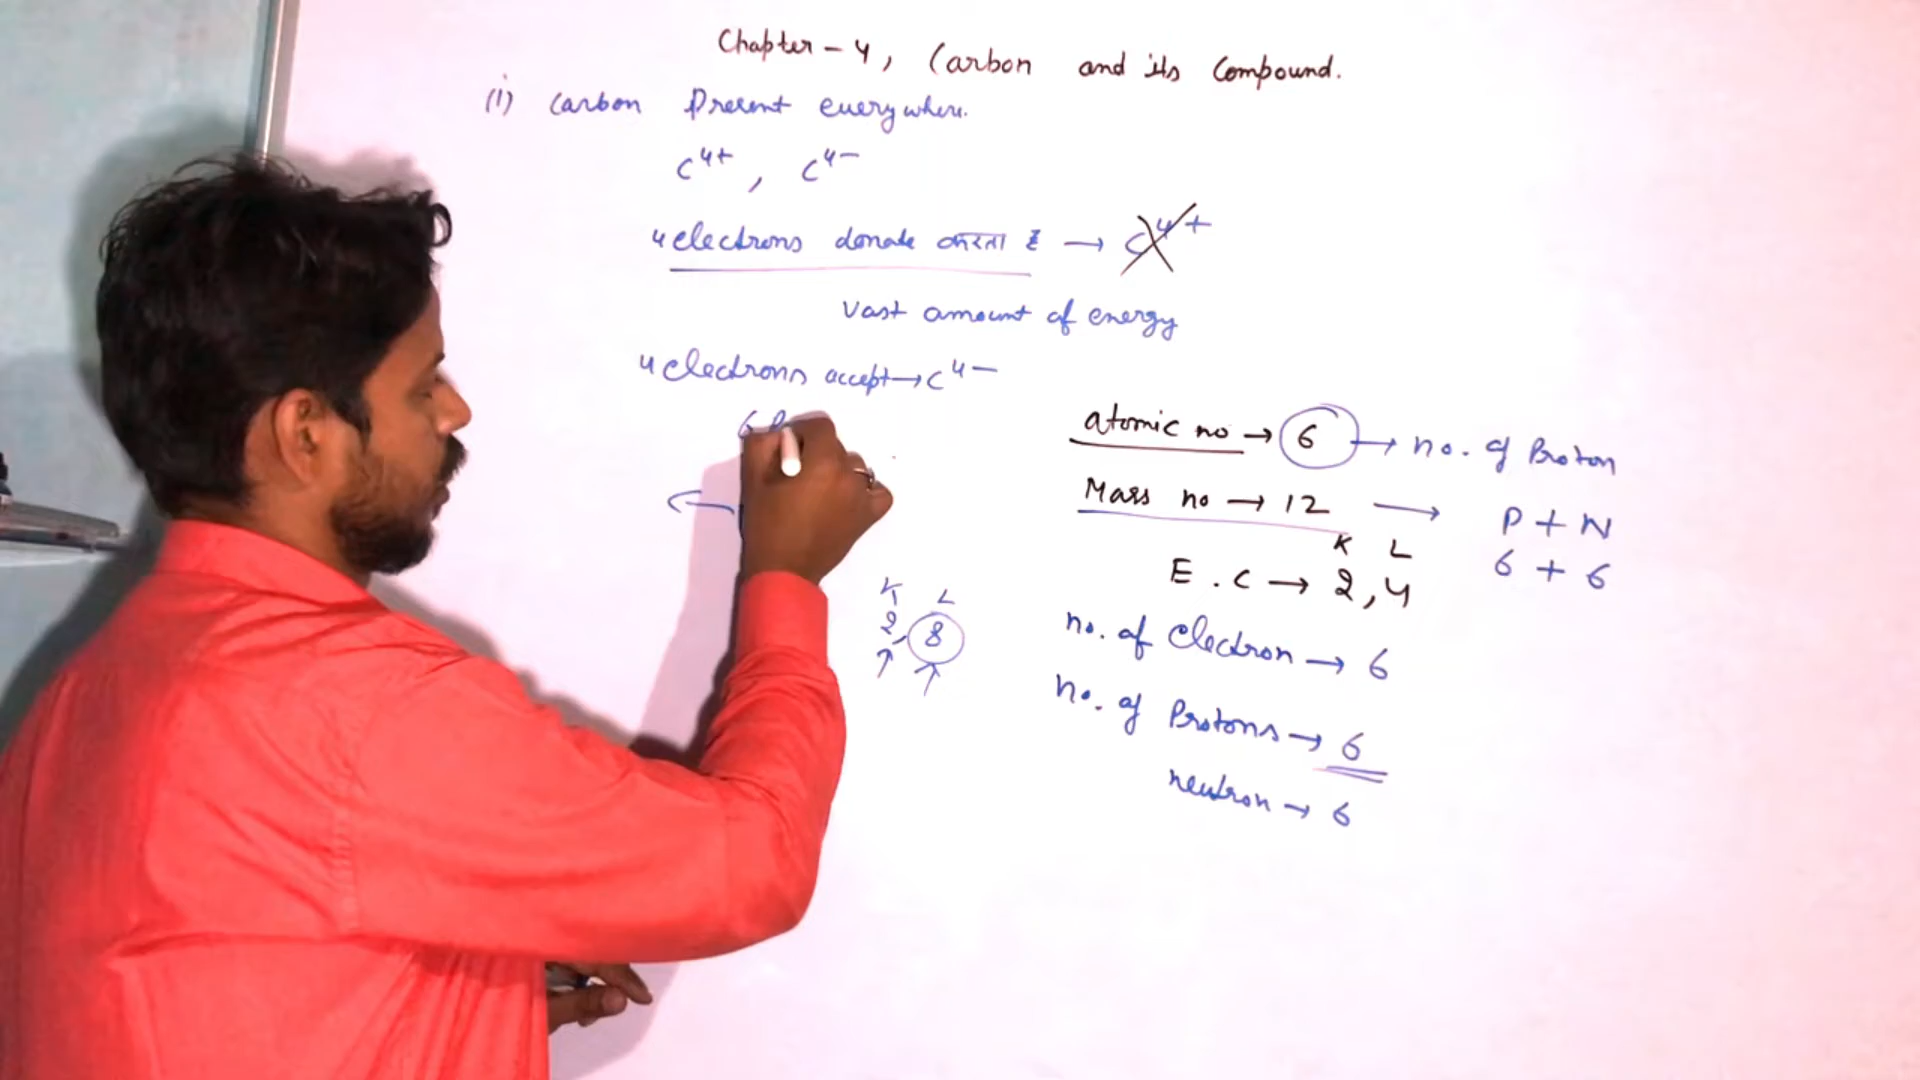 Chapter - 4, Carbon and its Compound.
(1) Carbon Present everywhere.
C⁴⁺, C⁴⁻
4 electrons donate करता है → C⁴⁺
Vast amount of energy
4 electrons accept → C⁴⁻
6
←
K L
2, 8
↑ ↑
atomic no → 6 → no. of Proton
Mass no → 12 → P + N
6 + 6
K L
E.C → 2, 4
no. of electron → 6
no. of Protons → 6
neutron → 6